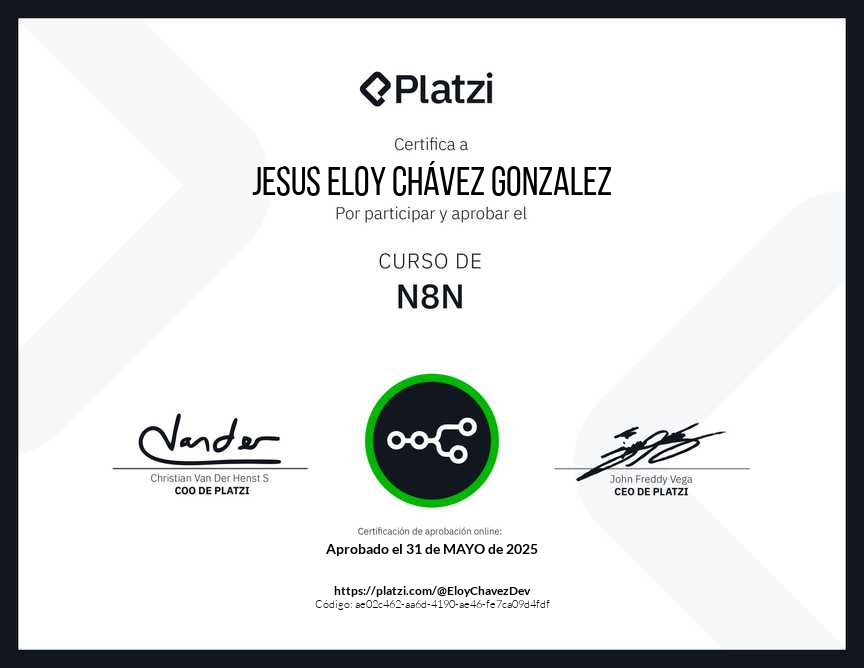 Platzi
Certifica a
JESUS ELOY CHÁVEZ GONZALEZ
Por participar y aprobar el
CURSO DE
N8N
Vander
Christian Van Der Henst S
COO DE PLATZI
John Freddy Vega
CEO DE PLATZI
Certificación de aprobación online:
Aprobado el 31 de MAYO de 2025
https://platzi.com/@EloyChavezDev
Código: ae02c462-aa6d-4190-ae46-fe7ca09d4fdf